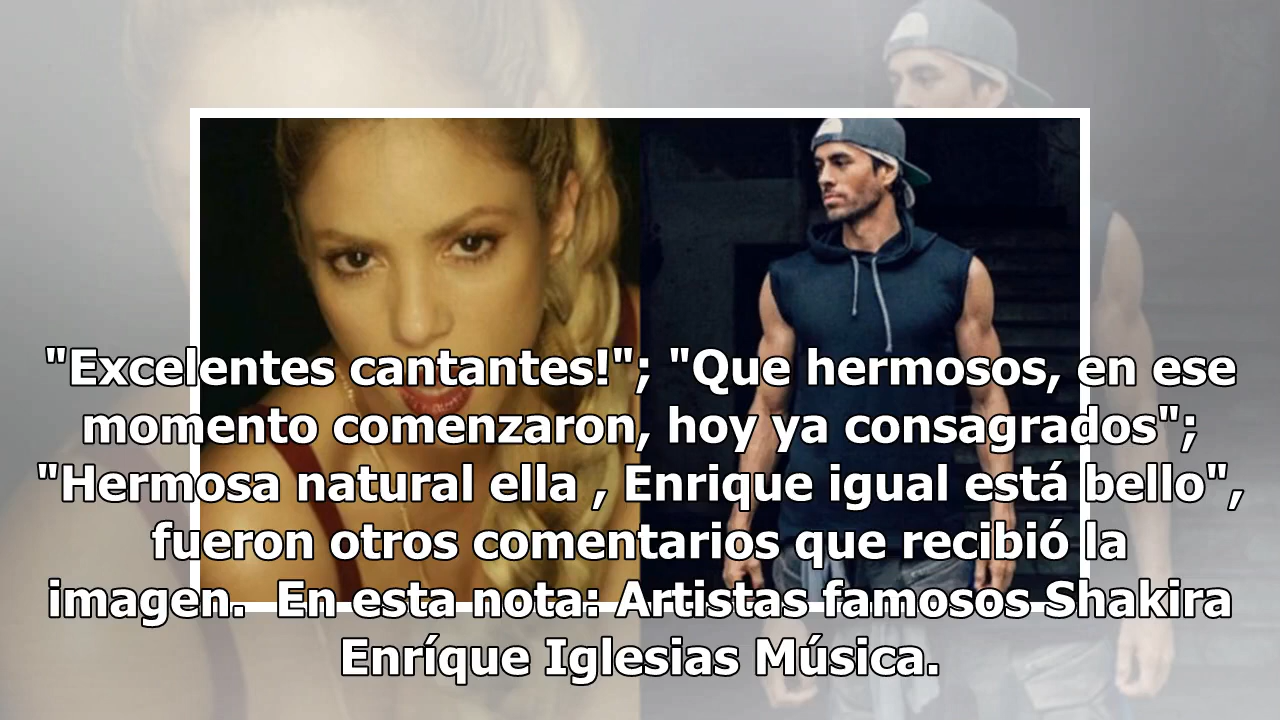 "Excelentes cantantes!"; "Que hermosos, en ese
momento comenzaron, hoy ya consagrados";
"Hermosa natural ella , Enrique igual está bello",
fueron otros comentarios que recibió la
imagen.  En esta nota: Artistas famosos Shakira
Enríque Iglesias Música.